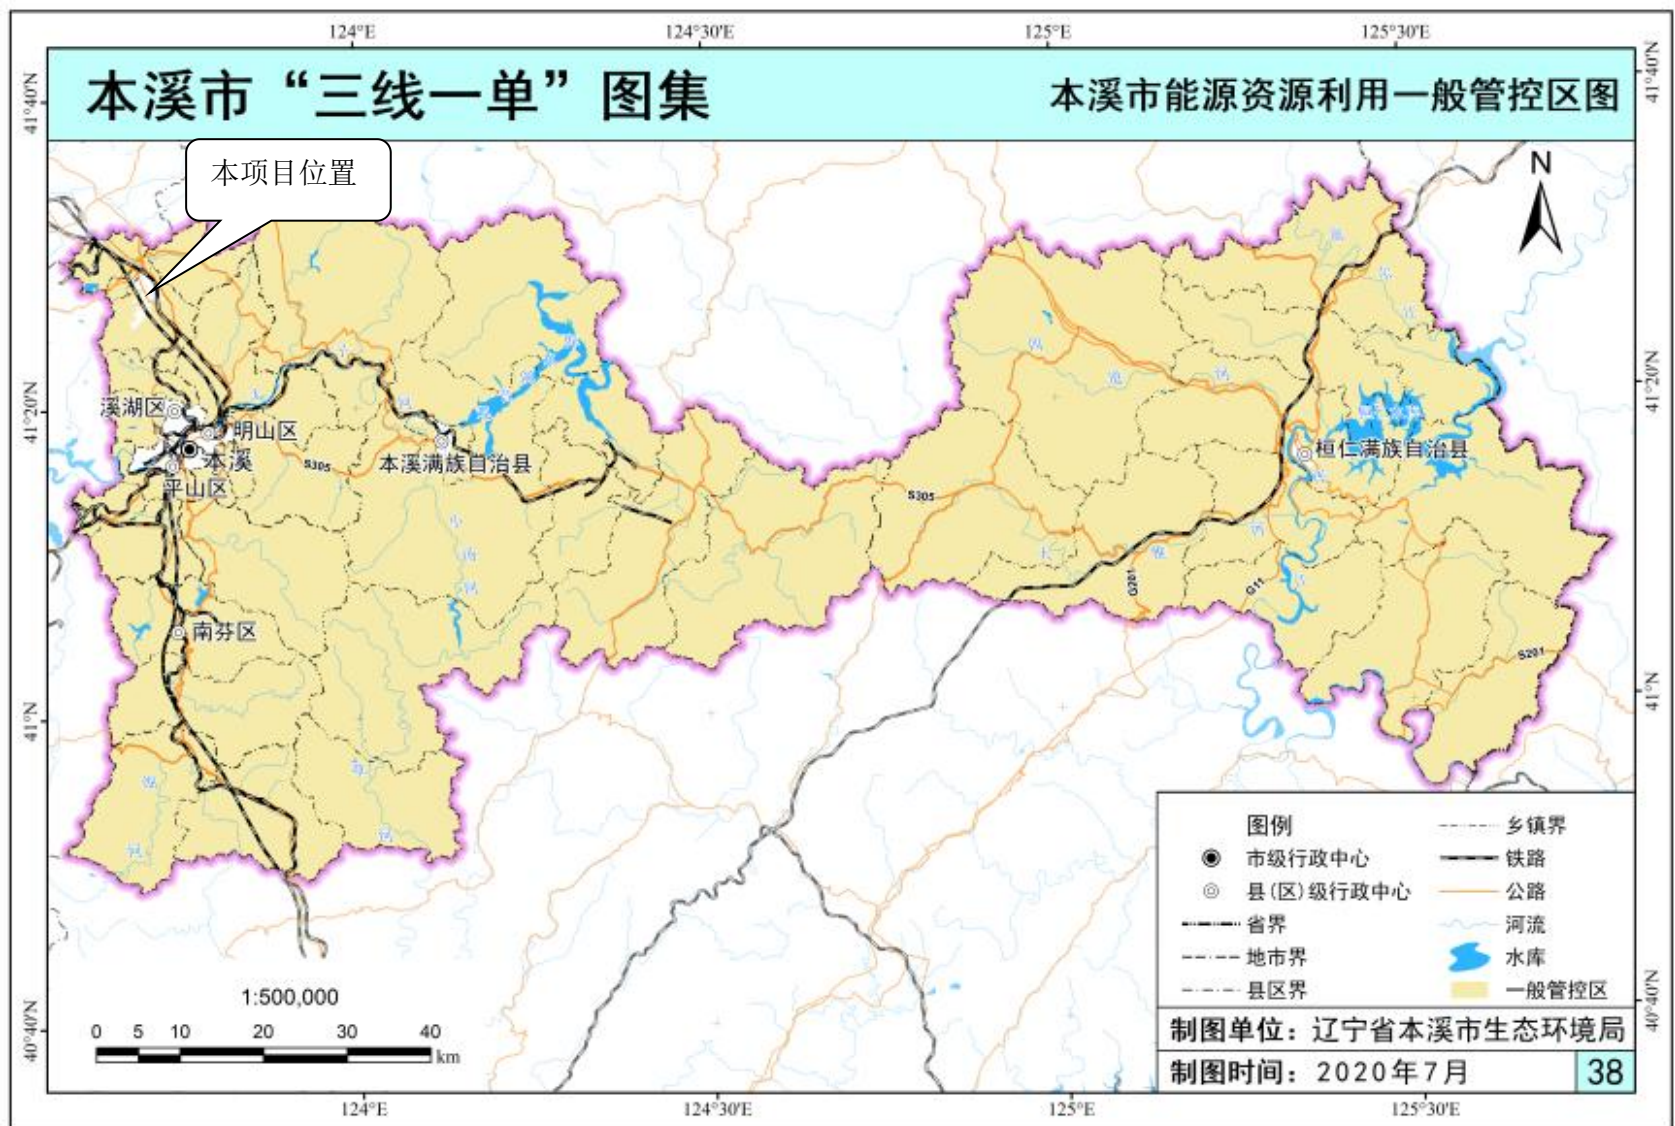 124°E
124°30′E
125°E
125°30′E
41°40′N
41°40′N
本溪市“三线一单”图集
本溪市能源资源利用一般管控区图
本项目位置
N
41°20′N
41°20′N
溪湖区
明山区
本溪
平山区
S305
本溪满族自治县
S305
桓仁满族自治县
G201
G11
S201
南芬区
41°N
41°N
图例
市级行政中心
县(区)级行政中心
省界
地市界
县区界
乡镇界
铁路
公路
河流
水库
一般管控区
1:500,000
0 5 10 20 30 40
km
制图单位：辽宁省本溪市生态环境局
制图时间：2020年7月
38
40°40′N
40°40′N
124°E
124°30′E
125°E
125°30′E